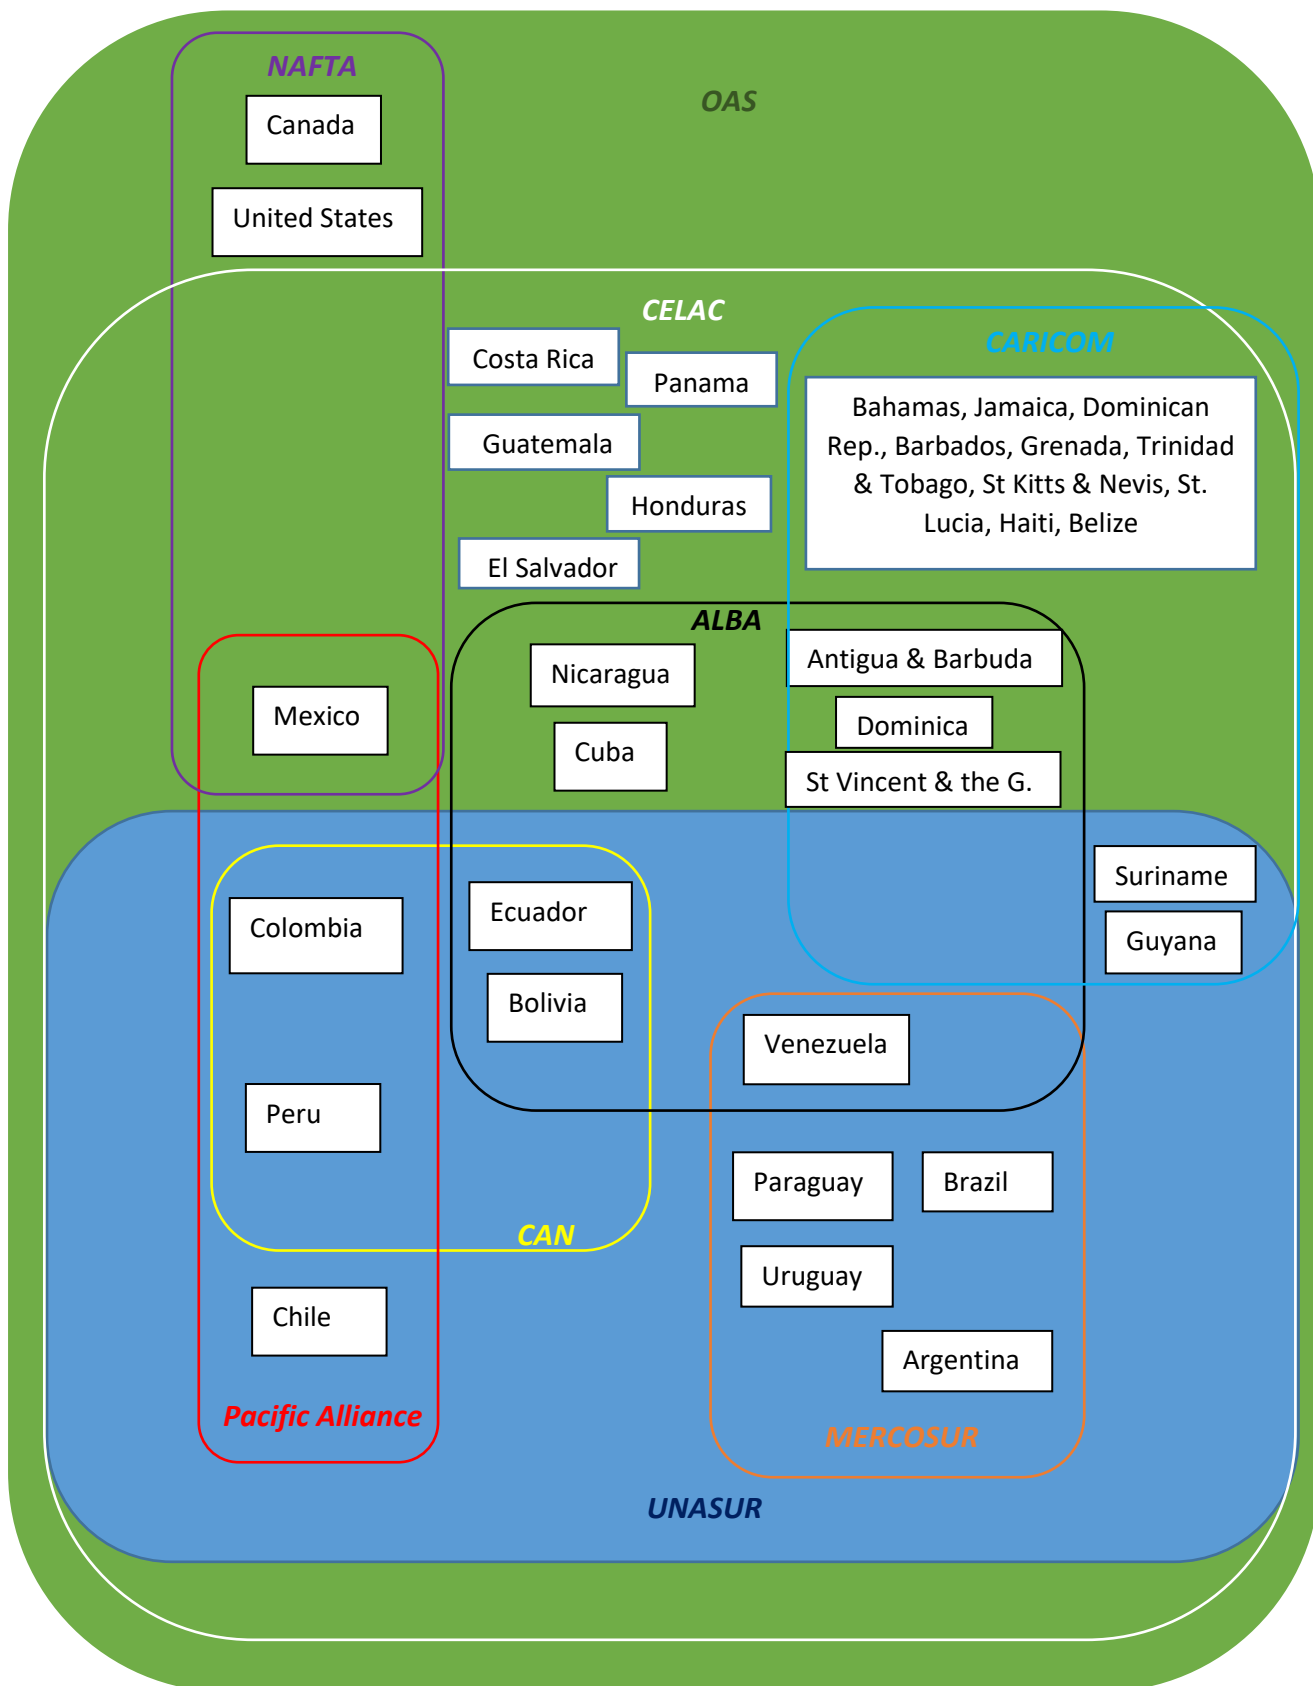 NAFTA
OAS
Canada
United States
CELAC
CARICOM
Costa Rica
Panama
Bahamas, Jamaica, Dominican
Rep., Barbados, Grenada, Trinidad
& Tobago, St Kitts & Nevis, St.
Lucia, Haiti, Belize
Guatemala
Honduras
El Salvador
ALBA
Nicaragua
Antigua & Barbuda
Mexico
Dominica
Cuba
St Vincent & the G.
Suriname
Colombia
Ecuador
Guyana
Bolivia
Venezuela
Peru
Paraguay
Brazil
CAN
Uruguay
Chile
Argentina
Pacific Alliance
MERCOSUR
UNASUR